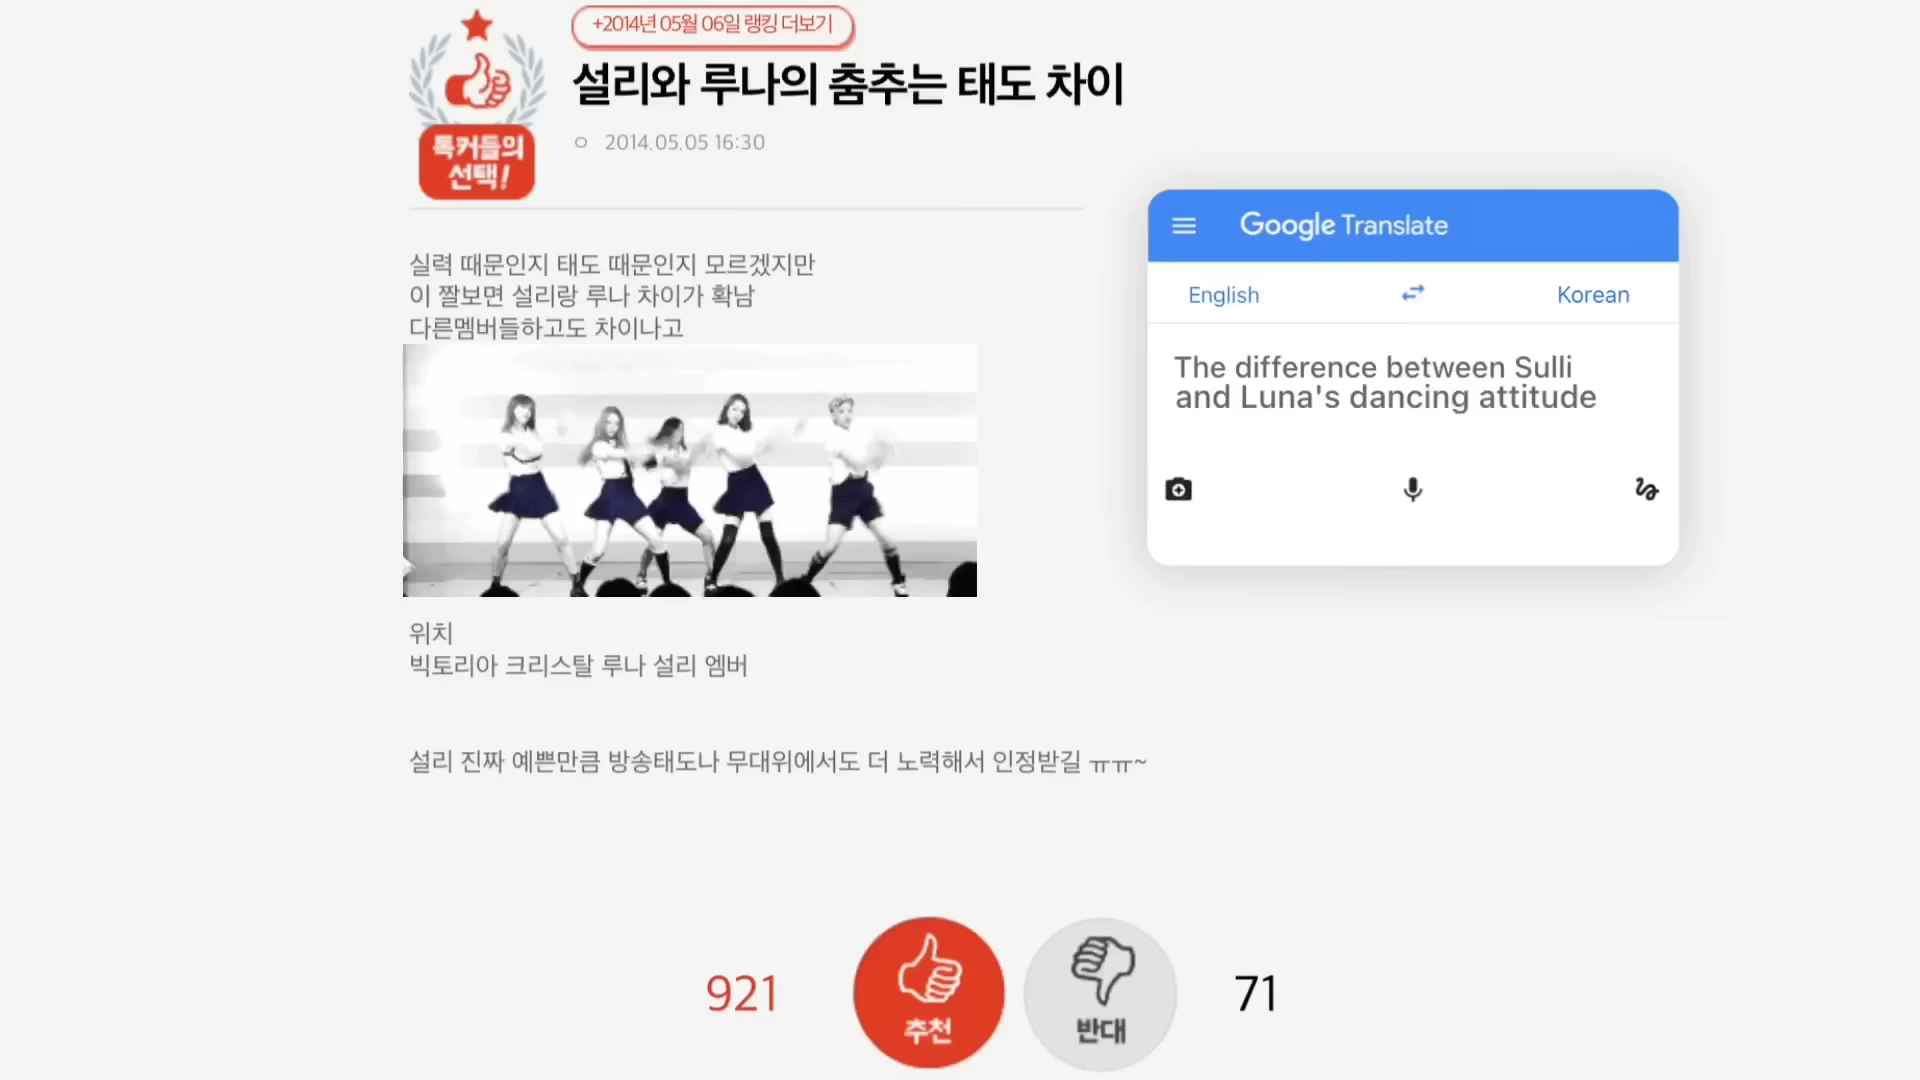 +2014년 05월 06일 랭킹 더보기
설리와 루나의 춤추는 태도 차이
ㅇ 2014.05.05 16:30
톡커들의
선택!
실력 때문인지 태도 때문인지 모르겠지만
이 짤보면 설리랑 루나 차이가 확남
다른멤버들하고도 차이나고
위치
빅토리아 크리스탈 루나 설리 엠버
설리 진짜 예쁜만큼 방송태도나 무대위에서도 더 노력해서 인정받길 ㅠㅠ~
921
추천
반대
71
Google Translate
English
Korean
The difference between Sulli
and Luna's dancing attitude